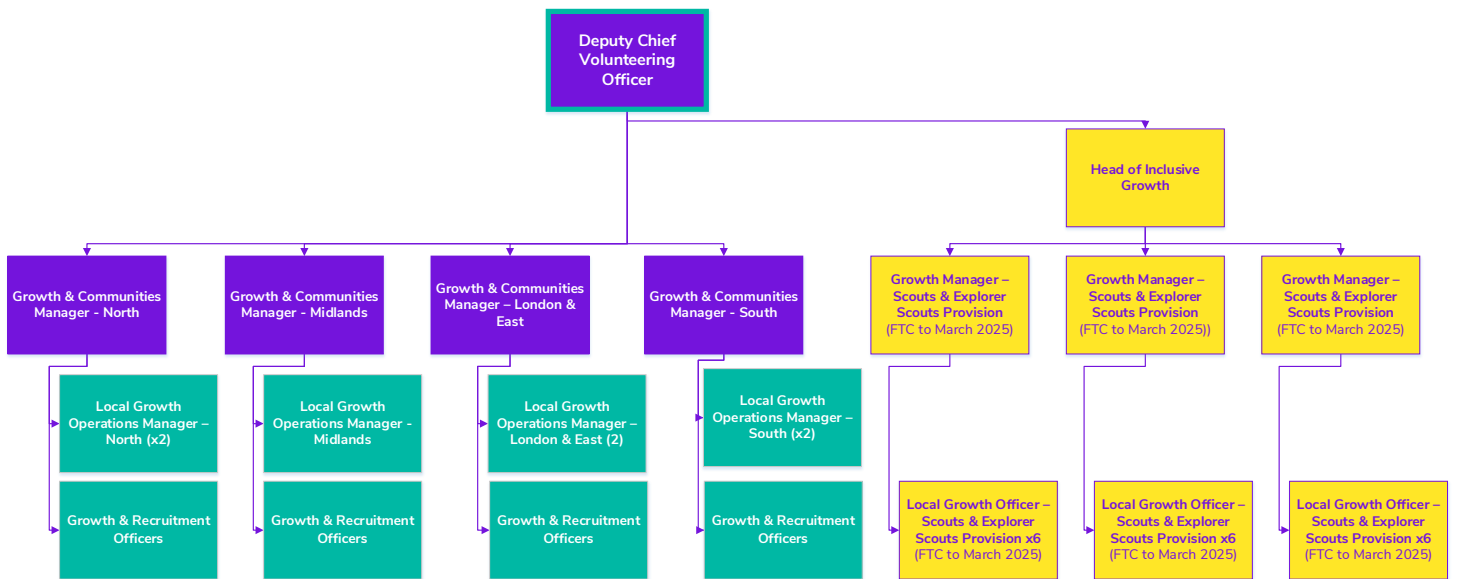 Deputy Chief
Volunteering
Officer
Head of Inclusive
Growth
Growth & Communities
Manager - North
Growth & Communities
Manager - Midlands
Growth & Communities
Manager – London &
East
Growth & Communities
Manager - South
Growth Manager –
Scouts & Explorer
Scouts Provision
(FTC to March 2025)
Growth Manager –
Scouts & Explorer
Scouts Provision
(FTC to March 2025))
Growth Manager –
Scouts & Explorer
Scouts Provision
(FTC to March 2025)
Local Growth
Operations Manager –
North (x2)
Local Growth
Operations Manager -
Midlands
Local Growth
Operations Manager –
London & East (2)
Local Growth
Operations Manager –
South (x2)
Growth & Recruitment
Officers
Growth & Recruitment
Officers
Growth & Recruitment
Officers
Growth & Recruitment
Officers
Local Growth Officer –
Scouts & Explorer
Scouts Provision x6
(FTC to March 2025)
Local Growth Officer –
Scouts & Explorer
Scouts Provision x6
(FTC to March 2025)
Local Growth Officer –
Scouts & Explorer
Scouts Provision x6
(FTC to March 2025)